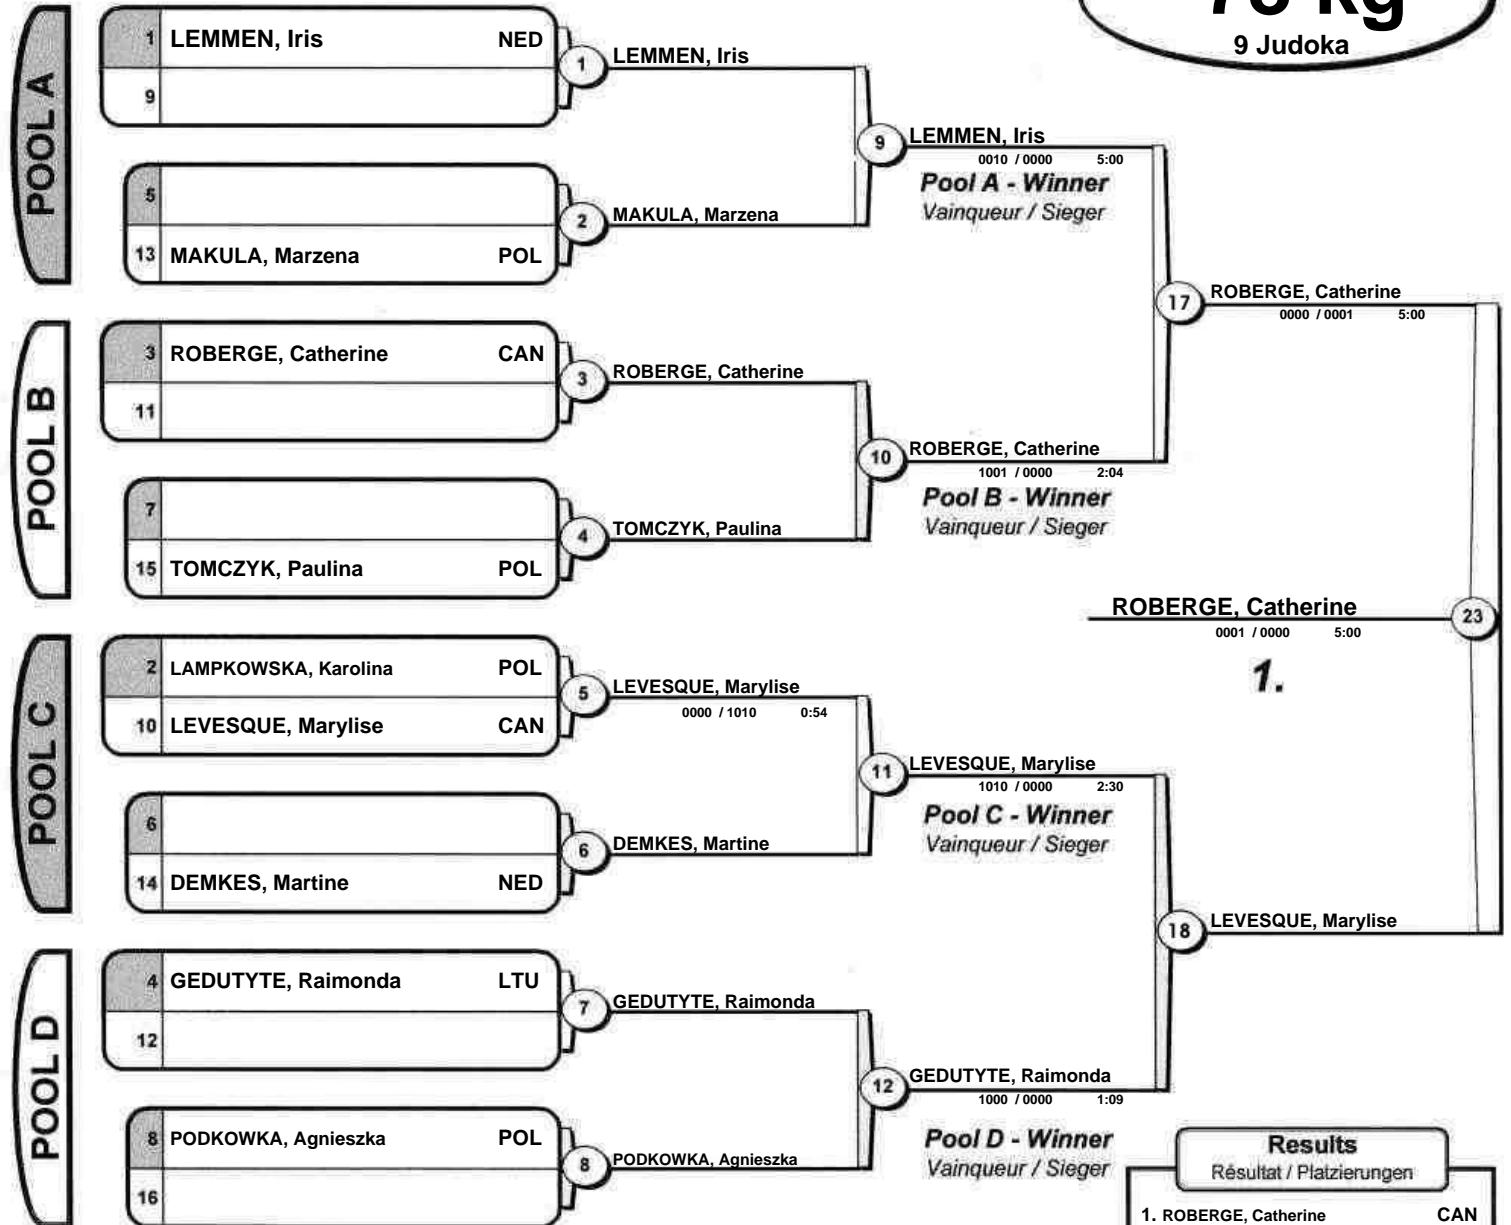 78 kg
9 Judoka
POOL A
1 LEMMEN, Iris NED
9
1 LEMMEN, Iris
5
13 MAKULA, Marzena POL
2 MAKULA, Marzena
9 LEMMEN, Iris
0010 / 0000 5:00
Pool A - Winner
Vainqueur / Sieger
POOL B
3 ROBERGE, Catherine CAN
11
3 ROBERGE, Catherine
7
15 TOMCZYK, Paulina POL
4 TOMCZYK, Paulina
10 ROBERGE, Catherine
1001 / 0000 2:04
Pool B - Winner
Vainqueur / Sieger
17 ROBERGE, Catherine
0000 / 0001 5:00
ROBERGE, Catherine 23
0001 / 0000 5:00
1.
POOL C
2 LAMPKOWSKA, Karolina POL
10 LEVESQUE, Marylise CAN
5 LEVESQUE, Marylise
0000 / 1010 0:54
6
14 DEMKES, Martine NED
6 DEMKES, Martine
11 LEVESQUE, Marylise
1010 / 0000 2:30
Pool C - Winner
Vainqueur / Sieger
18 LEVESQUE, Marylise
POOL D
4 GEDUTYTE, Raimonda LTU
12
7 GEDUTYTE, Raimonda
8 PODKOWKA, Agnieszka POL
16
8 PODKOWKA, Agnieszka
12 GEDUTYTE, Raimonda
1000 / 0000 1:09
Pool D - Winner
Vainqueur / Sieger
Results
Résultat / Platzierungen
1. ROBERGE, Catherine CAN